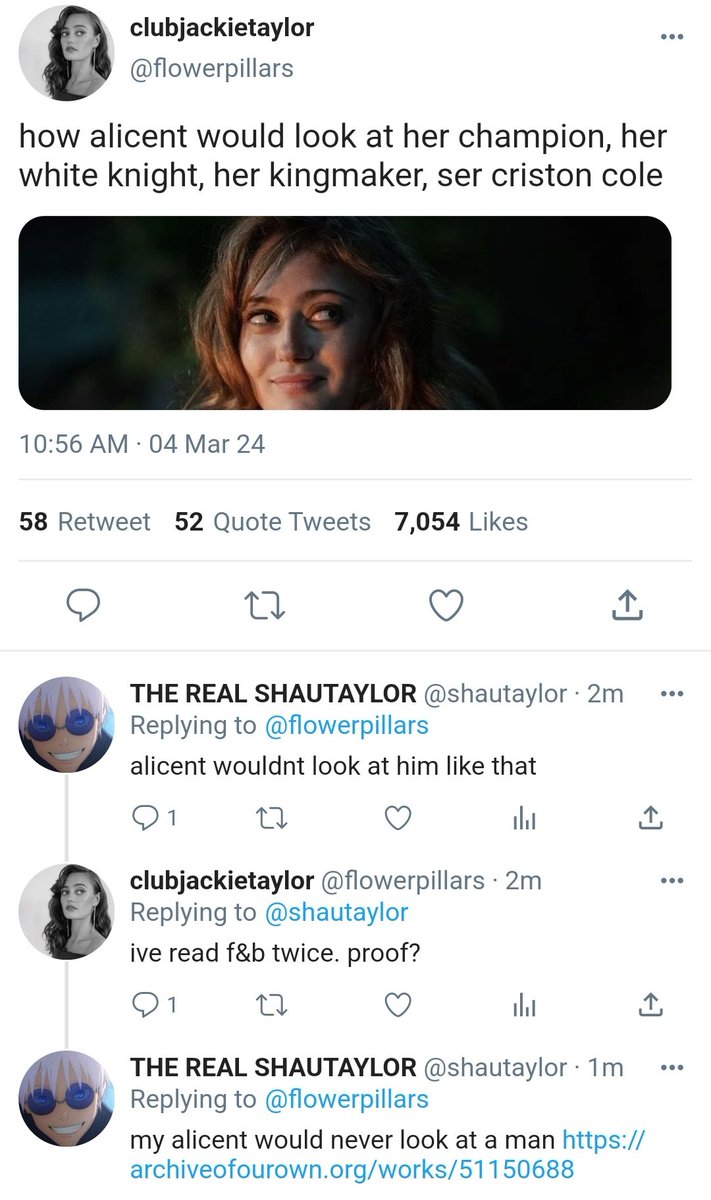 clubjackietaylor
@flowerpillars
how alicent would look at her champion, her
white knight, her kingmaker, ser criston cole
10:56 AM · 04 Mar 24
58 Retweet 52 Quote Tweets 7,054 Likes
THE REAL SHAUTAYLOR @shautaylor · 2m
Replying to @flowerpillars
alicent wouldnt look at him like that
1
clubjackietaylor @flowerpillars · 2m
Replying to @shautaylor
ive read f&b twice. proof?
1
THE REAL SHAUTAYLOR @shautaylor · 1m
Replying to @flowerpillars
my alicent would never look at a man https://
archiveofourown.org/works/51150688